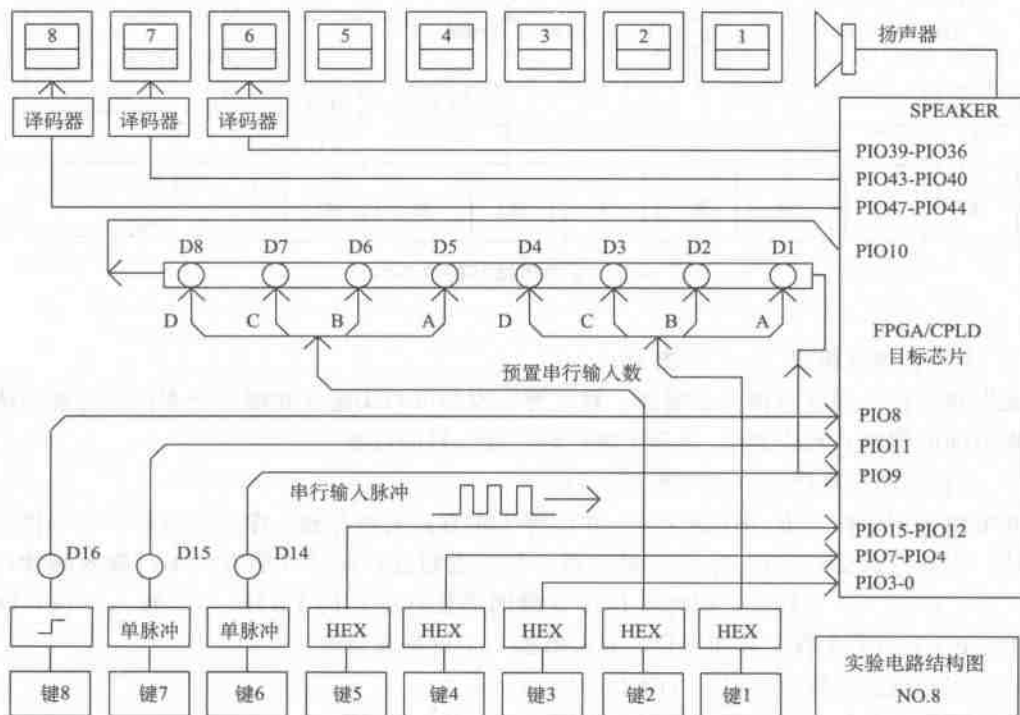 8 7 6 5 4 3 2 1 扬声器
译码器 译码器 译码器 SPEAKER
PIO39-PIO36
PIO43-PIO40
PIO47-PIO44
PIO10
D8 D7 D6 D5 D4 D3 D2 D1
D C B A D C B A
FPGA/CPLD
目标芯片
预置串行输入数
PIO8
PIO11
PIO9
串行输入脉冲
PIO15-PIO12
D16 D15 D14 PIO7-PIO4
PIO3-0
单脉冲 单脉冲 HEX HEX HEX HEX HEX
实验电路结构图
键8 键7 键6 键5 键4 键3 键2 键1
NO.8